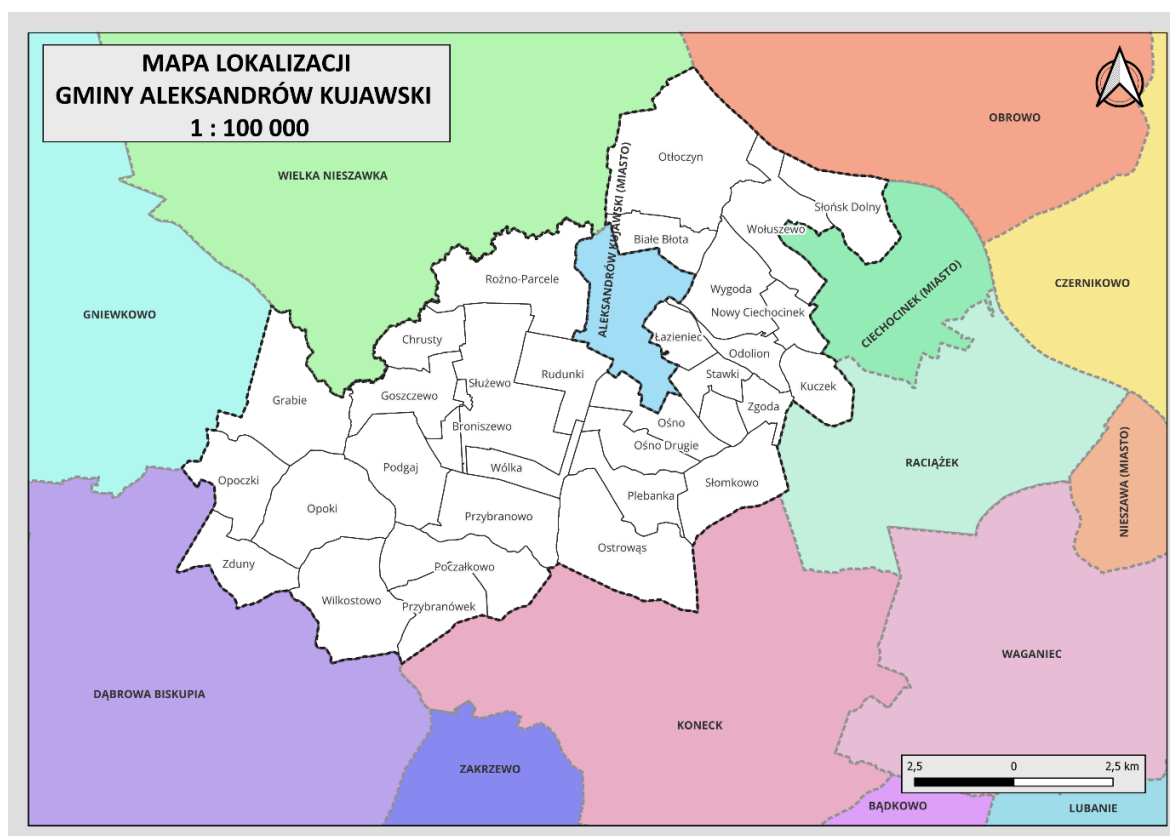 MAPA LOKALIZACJI
GMINY ALEKSANDRÓW KUJAWSKI
1 : 100 000
OBROWO
Otłoczyn
WIELKA NIESZAWKA
ALEKSANDRÓW KUJAWSKI (MIASTO)
Słońsk Dolny
Wołuszewo
Białe Błota
Rożno-Parcele
CZERNIKOWO
CIECHOCINEK (MIASTO)
Wygoda
GNIEWKOWO
Nowy Ciechocinek
Chrusty
Łazieniec
Odolion
Stawki
Rudunki
Służewo
Kuczek
Goszczewo
Grabie
Zgoda
Ośno
Broniszewo
Ośno Drugie
RACIĄŻEK
NIESZAWA (MIASTO)
Podgaj
Wólka
Opoczki
Słomkowo
Plebanka
Opoki
Przybranowo
Ostrowąs
Zduny
Poczałkowo
Wilkostowo
Przybranówek
WAGANIEC
DĄBROWA BISKUPIA
KONECK
ZAKRZEWO
2,5 0 2,5 km
BĄDKOWO
LUBANIE